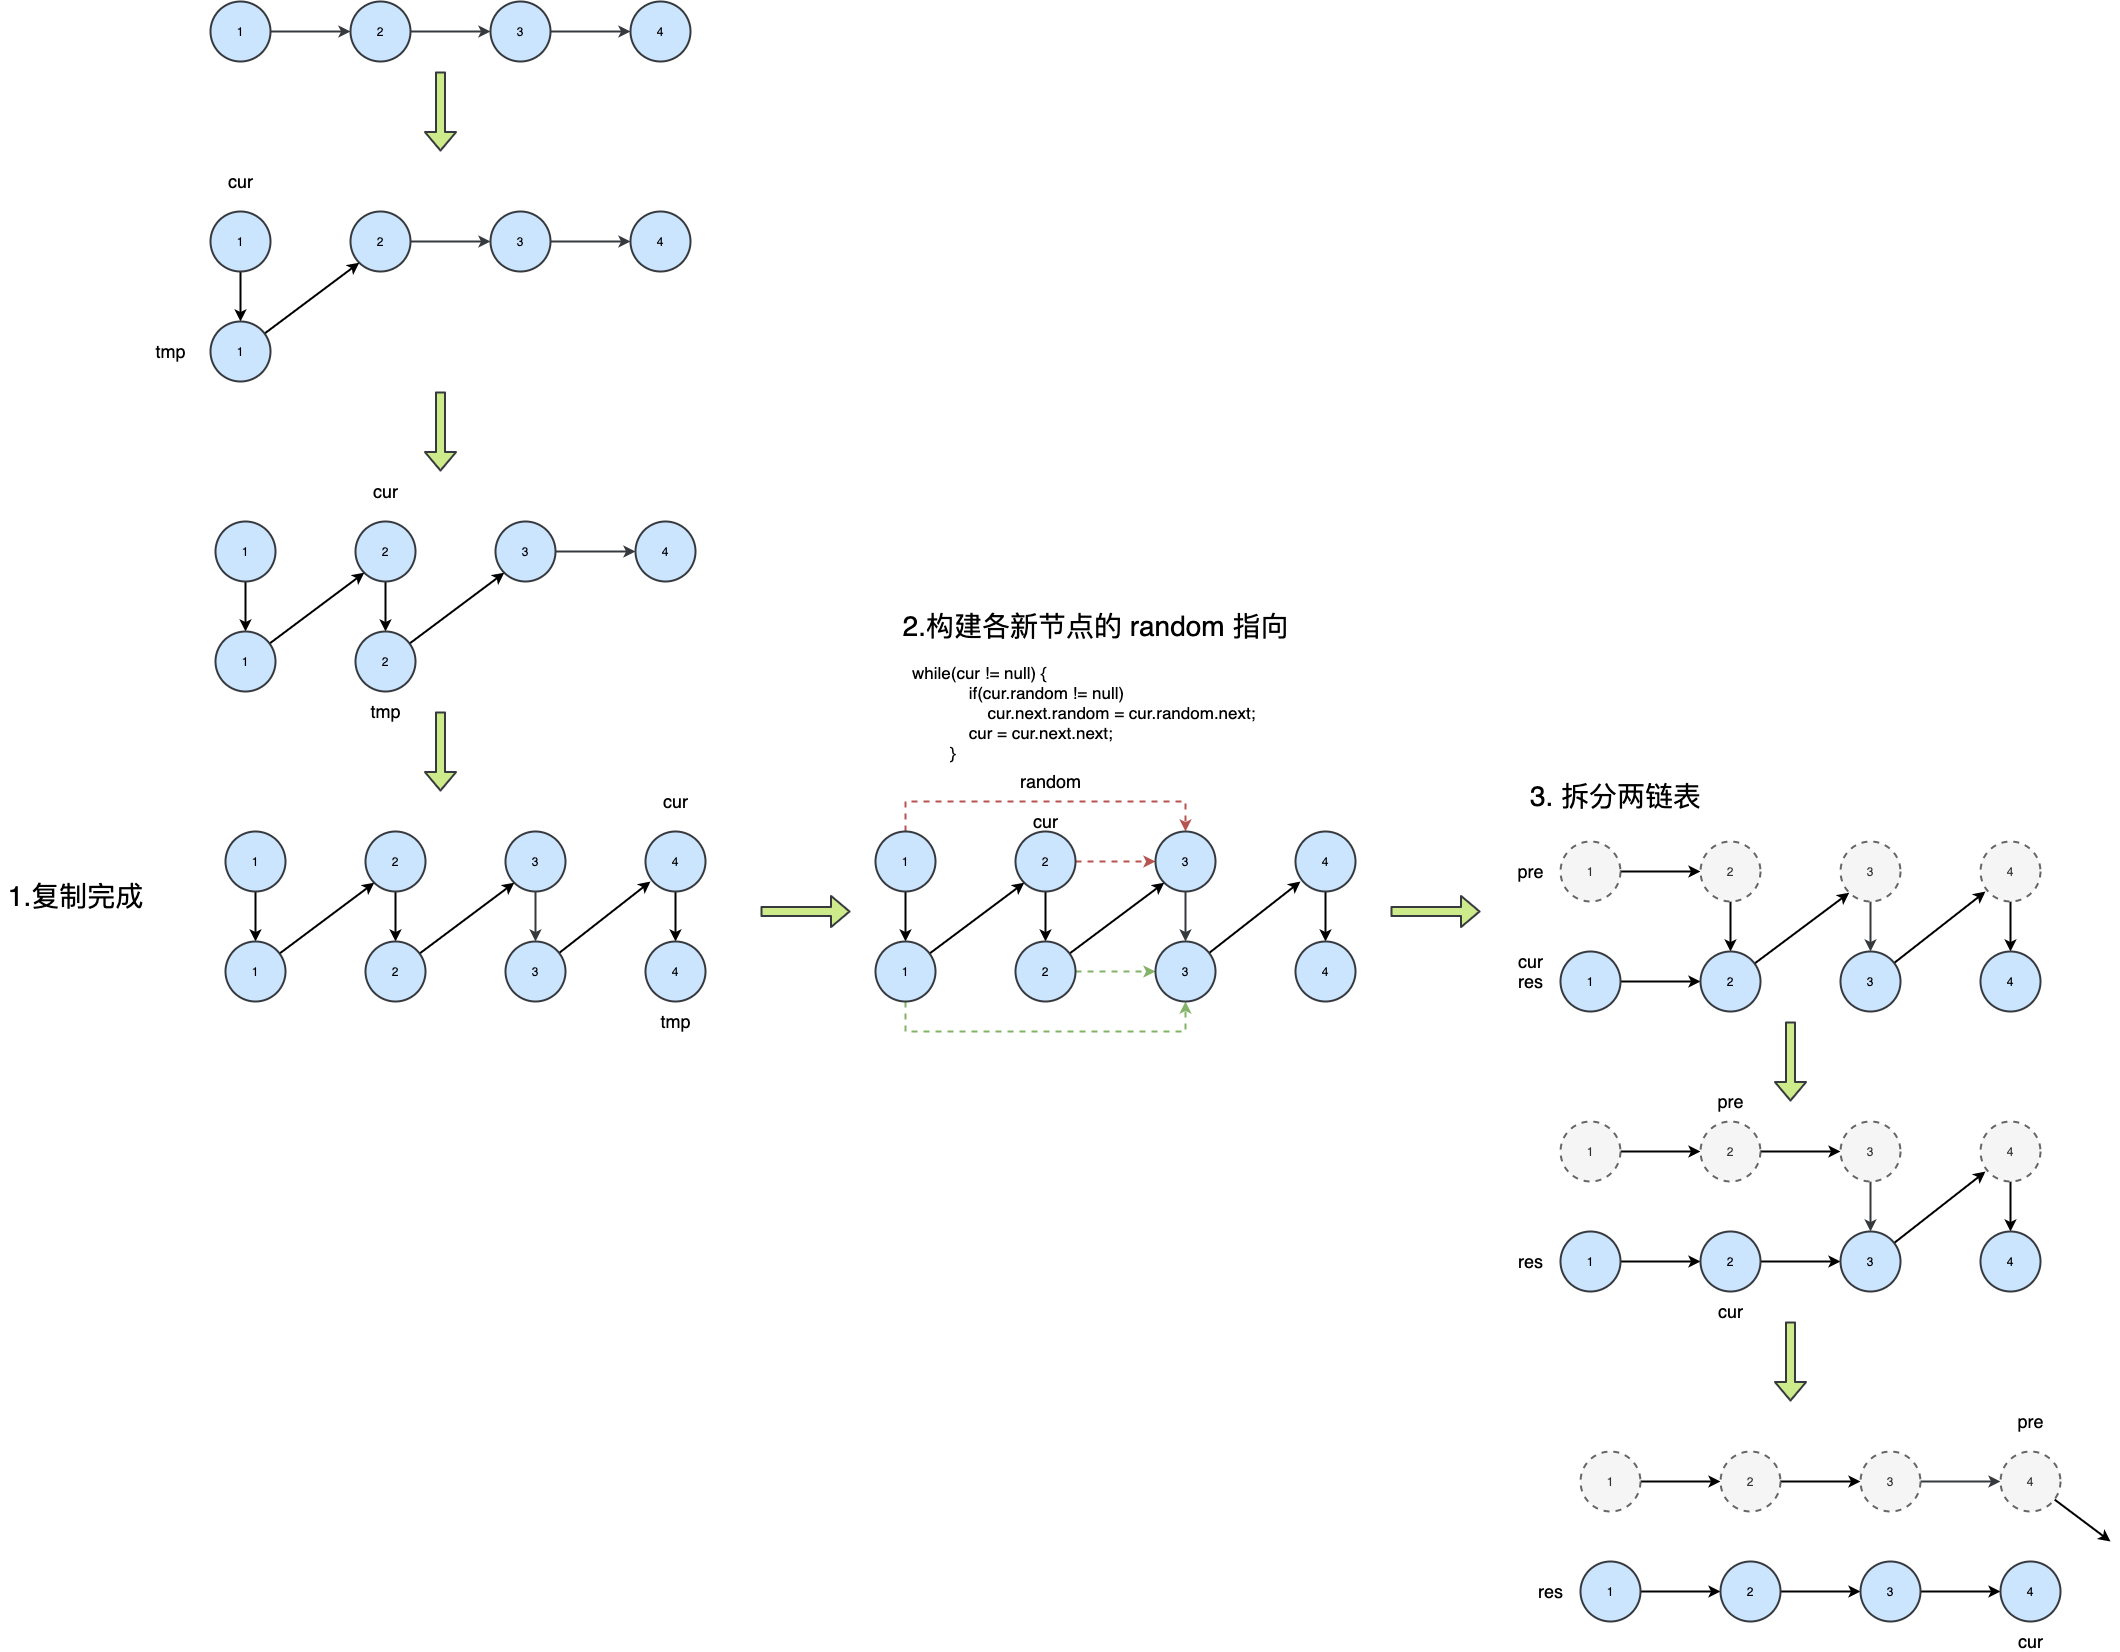 1 2 3 4
cur
1 2 3 4
tmp 1
cur
1 2 3 4
1 2
tmp
cur
1 2 3 4
1.复制完成
1 2 3 4
tmp
2.构建各新节点的 random 指向
while(cur != null) {
if(cur.random != null)
cur.next.random = cur.random.next;
cur = cur.next.next;
}
random
cur
1 2 3 4
1 2 3 4
3. 拆分两链表
pre 1 2 3 4
cur
res 1 2 3 4
pre
1 2 3 4
res 1 2 3 4
cur
pre
1 2 3 4
res 1 2 3 4
cur